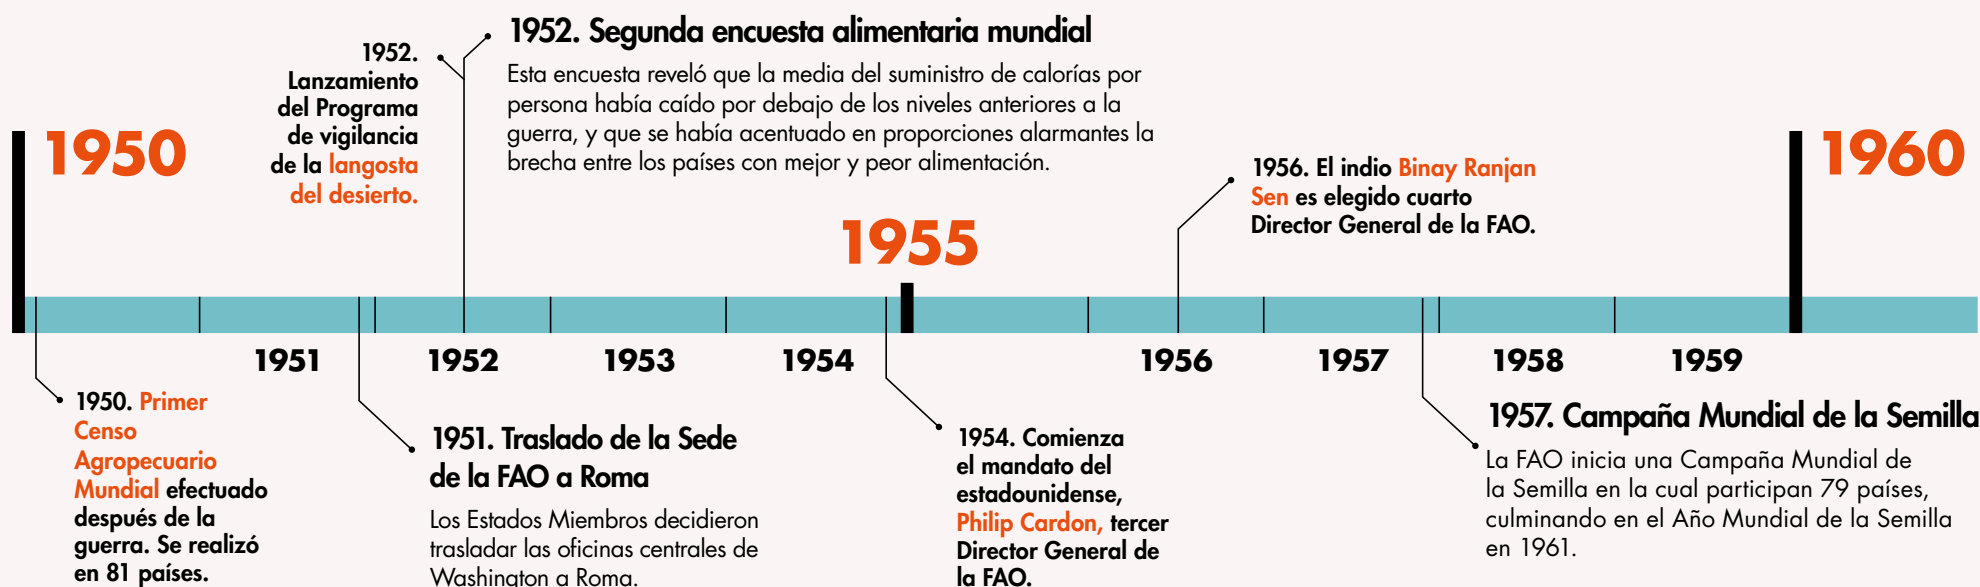 1952. Segunda encuesta alimentaria mundial
Esta encuesta reveló que la media del suministro de calorías por
persona había caído por debajo de los niveles anteriores a la
guerra, y que se había acentuado en proporciones alarmantes la
brecha entre los países con mejor y peor alimentación.
1952.
Lanzamiento
del Programa
de vigilancia
de la langosta
del desierto.
1950
1956. El indio Binay Ranjan
Sen es elegido cuarto
Director General de la FAO.
1960
1955
1951
1952
1953
1954
1956
1957
1958
1959
1950. Primer
Censo
Agropecuario
Mundial efectuado
después de la
guerra. Se realizó
en 81 países.
1951. Traslado de la Sede
de la FAO a Roma
Los Estados Miembros decidieron
trasladar las oficinas centrales de
Washington a Roma.
1954. Comienza
el mandato del
estadounidense,
Philip Cardon, tercer
Director General de
la FAO.
1957. Campaña Mundial de la Semilla
La FAO inicia una Campaña Mundial de
la Semilla en la cual participan 79 países,
culminando en el Año Mundial de la Semilla
en 1961.